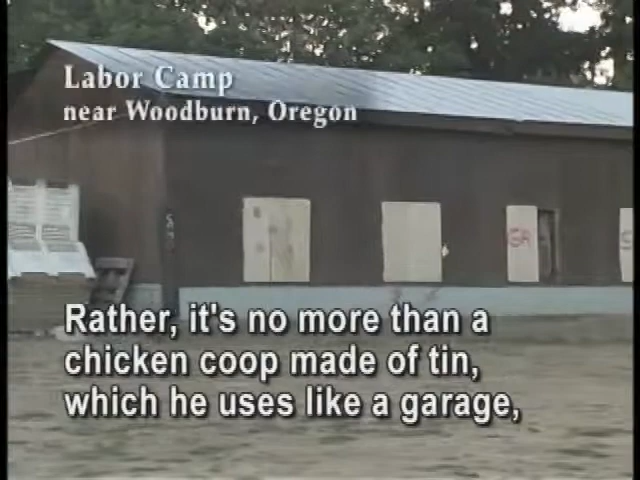 Labor Camp
near Woodburn, Oregon
GR
Rather, it's no more than a
chicken coop made of tin,
which he uses like a garage,